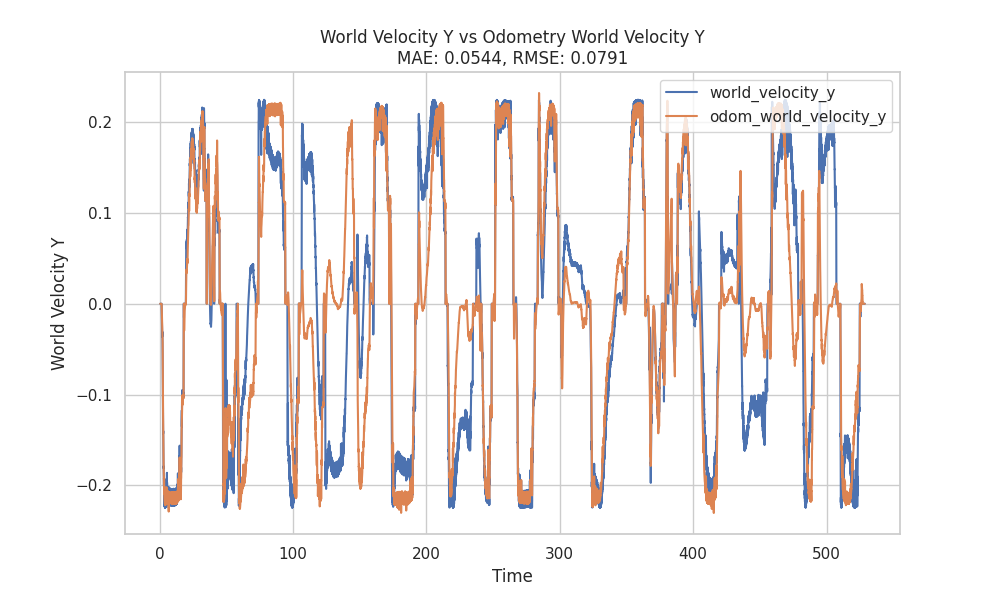 World Velocity Y vs Odometry World Velocity Y
MAE: 0.0544, RMSE: 0.0791
world_velocity_y
odom_world_velocity_y
World Velocity Y
0.2
0.1
0.0
−0.1
−0.2
0 100 200 300 400 500
Time